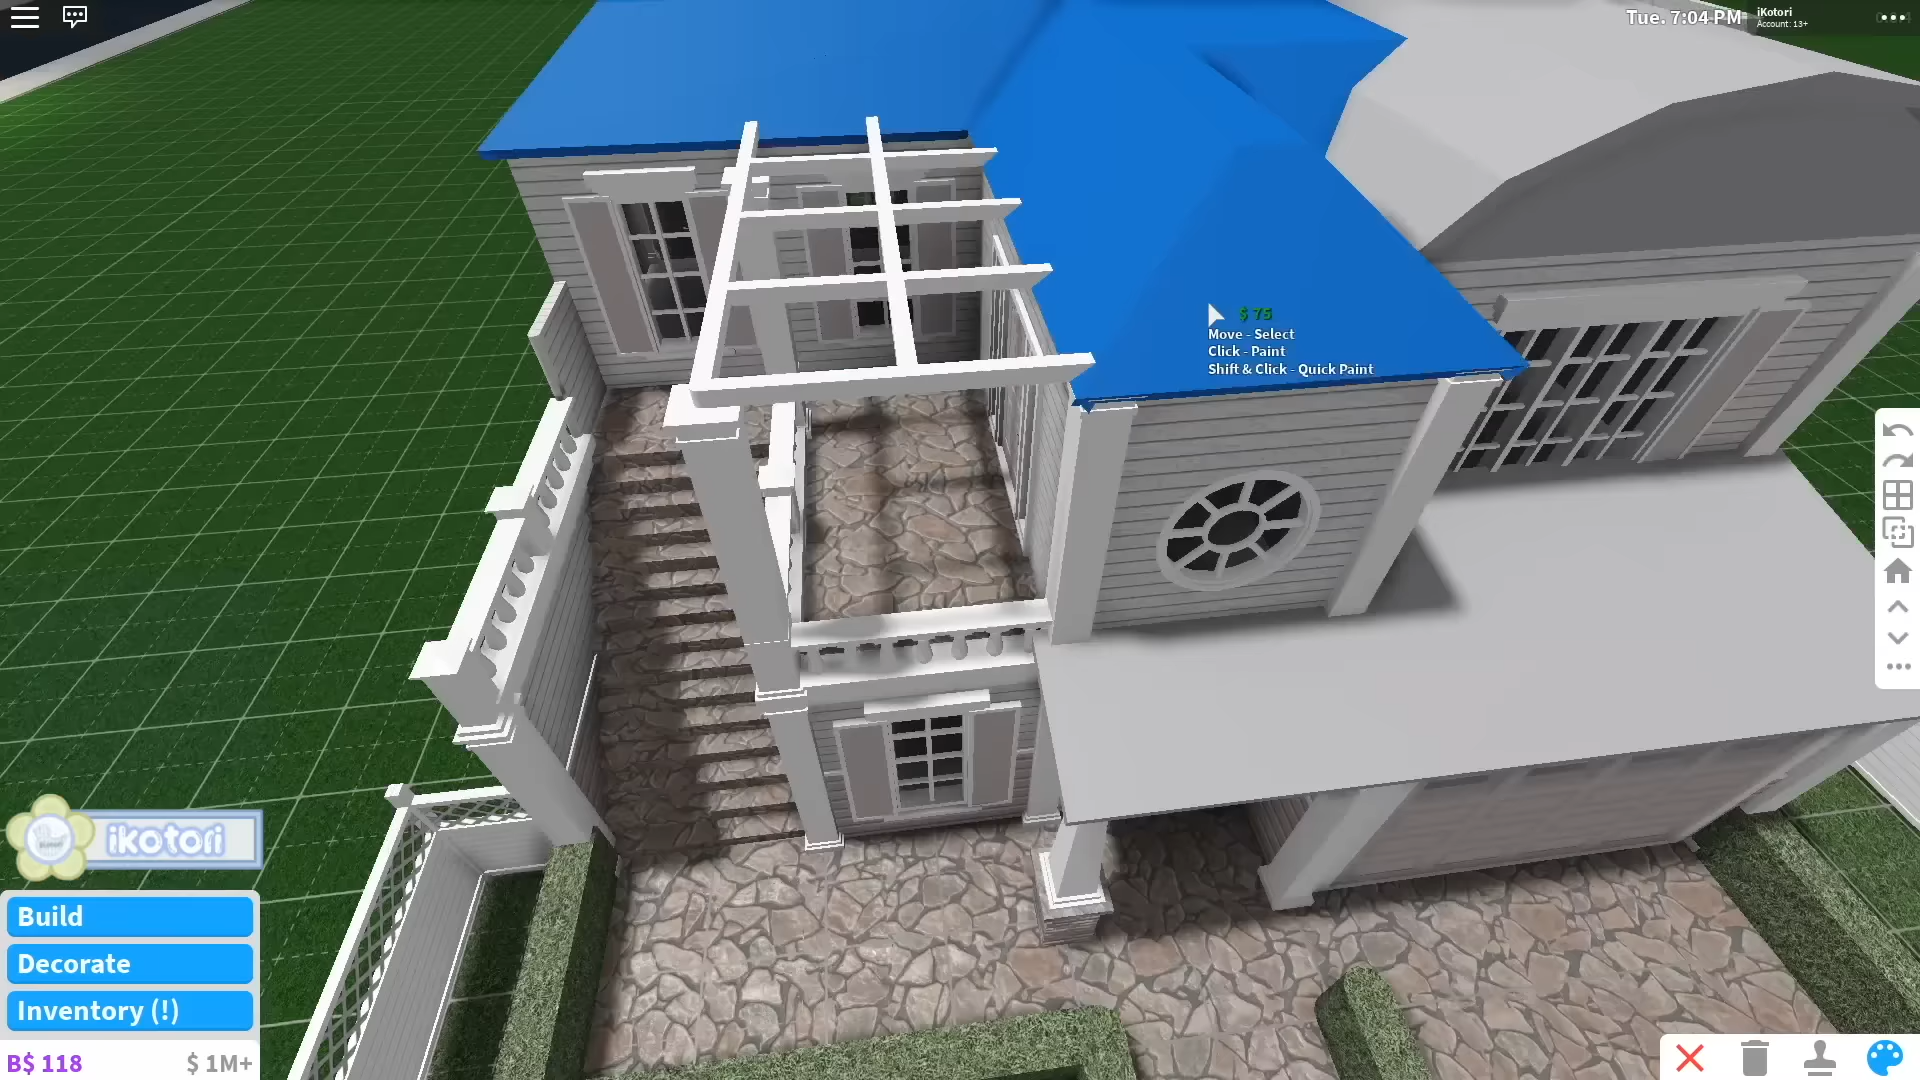 Tue. 7:04 PM
iKotori
Account: 13+
$ 75
Move - Select
Click - Paint
Shift & Click - Quick Paint
ikotori
Build
Decorate
Inventory (!)
B$ 118
$ 1M+